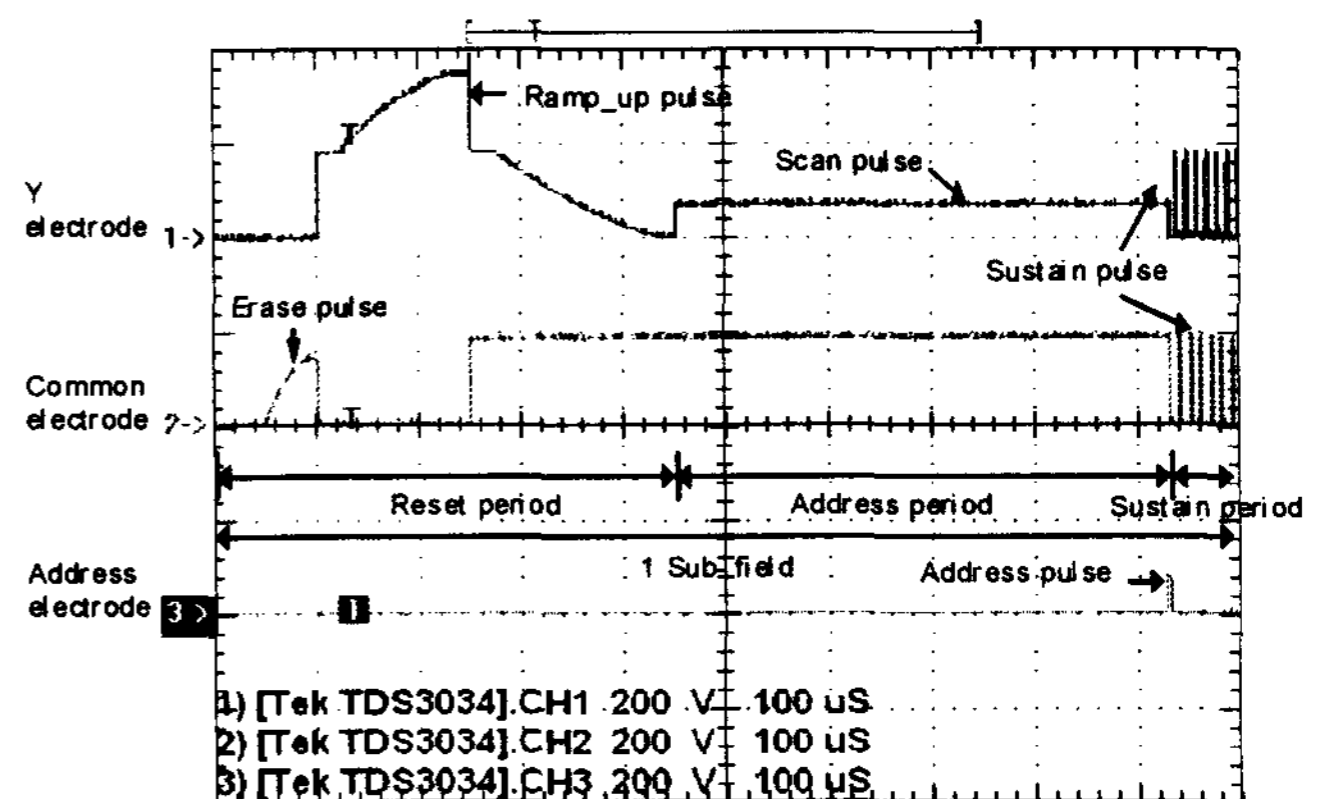 Ramp_up pulse
Scan pulse
Y
electrode 1->
Sustain pulse
Erase pulse
Common
electrode 2->
Reset period
Address period
Sustain period
1 Sub-field
Address pulse
Address
electrode 3 >
1) [Tek TDS3034].CH1 200 V 100 uS
2) [Tek TDS3034].CH2 200 V 100 uS
3) [Tek TDS3034].CH3 200 V 100 uS